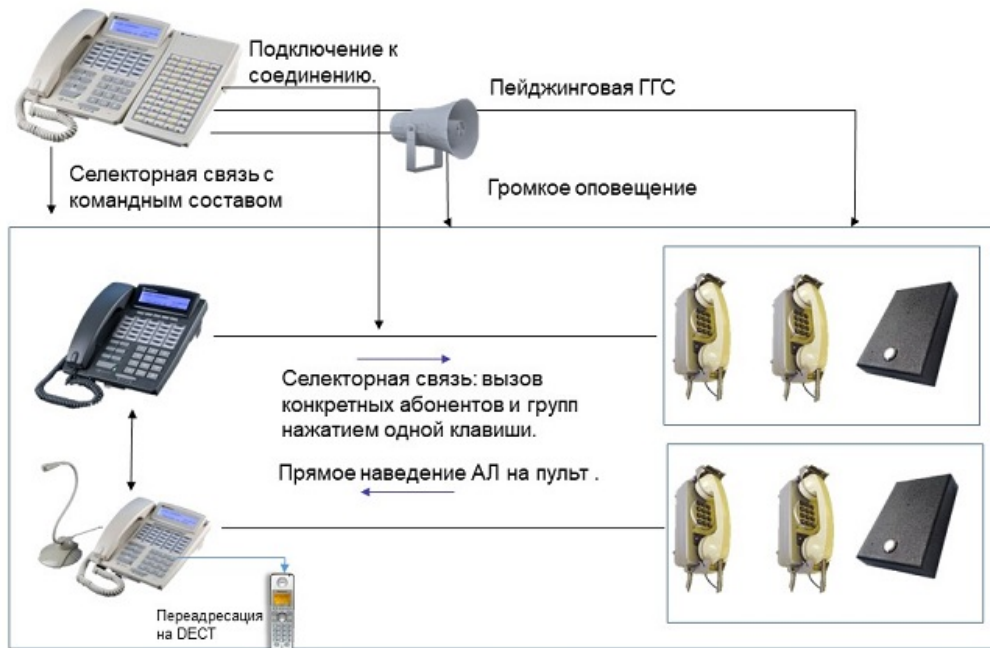 Подключение к
соединению.
Пейджинговая ГГС
Селекторная связь с
командным составом
Громкое оповещение
Селекторная связь: вызов
конкретных абонентов и групп
нажатием одной клавиши.
Прямое наведение АЛ на пульт .
Переадресация
на DECT